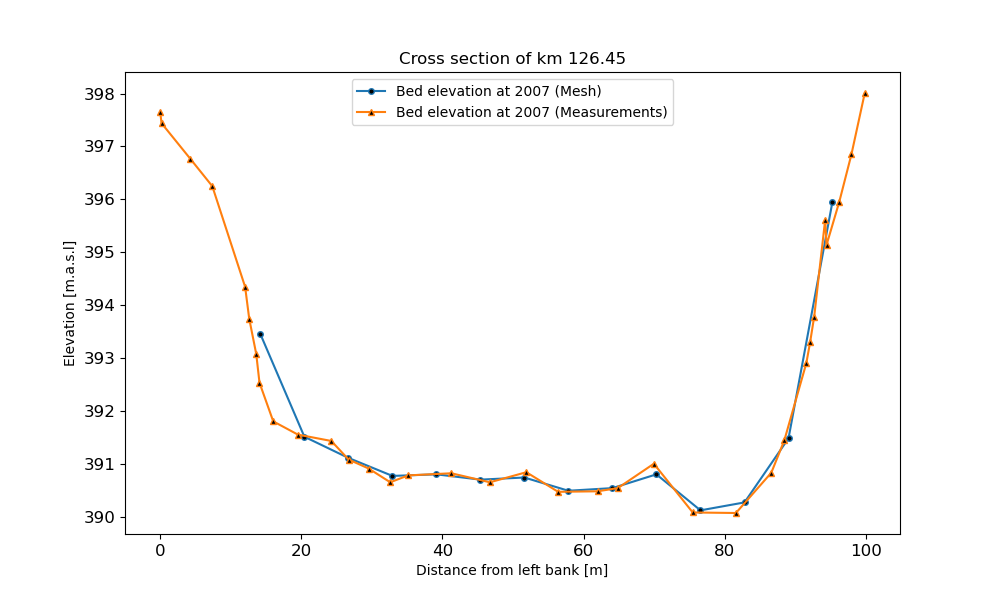 Cross section of km 126.45
Bed elevation at 2007 (Mesh)
Bed elevation at 2007 (Measurements)
398
397
396
395
394
393
392
391
390
Elevation [m.a.s.l]
0 20 40 60 80 100
Distance from left bank [m]